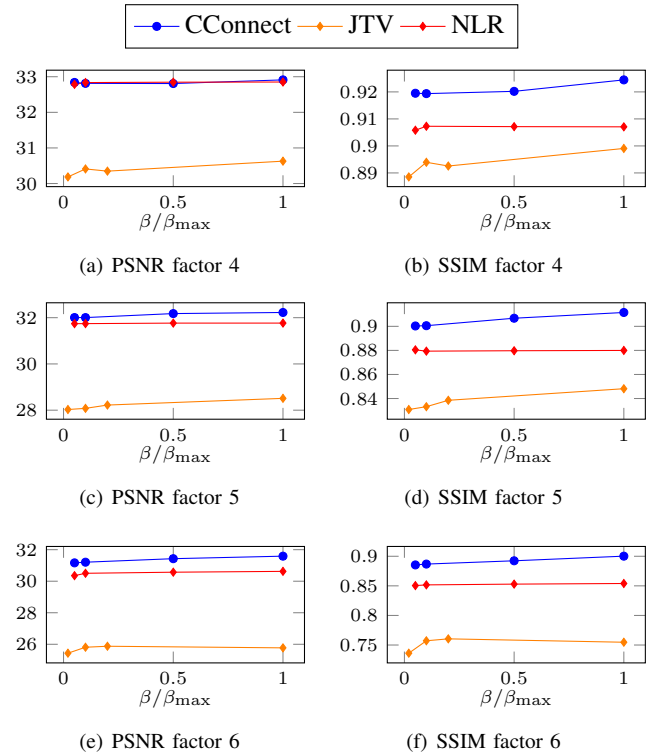 CConnect JTV NLR
33
32
31
30
0 0.5 1
β/βmax
(a) PSNR factor 4
0.92
0.91
0.9
0.89
0 0.5 1
β/βmax
(b) SSIM factor 4
32
30
28
0 0.5 1
β/βmax
(c) PSNR factor 5
0.9
0.88
0.84
0 0.5 1
β/βmax
(d) SSIM factor 5
32
30
26
0 0.5 1
β/βmax
(e) PSNR factor 6
0.9
0.85
0.8
0.75
0 0.5 1
β/βmax
(f) SSIM factor 6